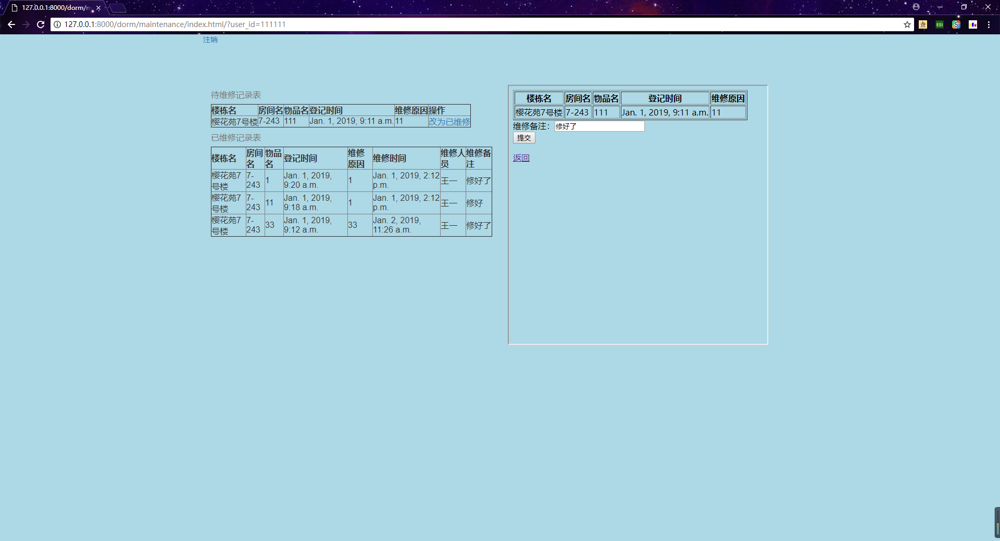 127.0.0.1:8000/dorm/m
127.0.0.1:8000/dorm/maintenance/index.html/?user_id=111111
ESI
注销
待维修记录表
楼栋名 房间名 物品名 登记时间 维修原因 操作
樱花苑7号楼 7-243 111 Jan. 1, 2019, 9:11 a.m. 11 改为已维修
已维修记录表
楼栋名 房间名 物品名 登记时间 维修原因 维修时间 维修人员 维修备注
樱花苑7号楼 7-243 1 Jan. 1, 2019, 9:20 a.m. 1 Jan. 1, 2019, 2:12 p.m. 王一 修好了
樱花苑7号楼 7-243 11 Jan. 1, 2019, 9:18 a.m. 1 Jan. 1, 2019, 2:12 p.m. 王一 修好
樱花苑7号楼 7-243 33 Jan. 1, 2019, 9:12 a.m. 33 Jan. 2, 2019, 11:26 a.m. 王一 修好了
楼栋名 房间名 物品名 登记时间 维修原因
樱花苑7号楼 7-243 111 Jan. 1, 2019, 9:11 a.m. 11
维修备注： 修好了
提交
返回